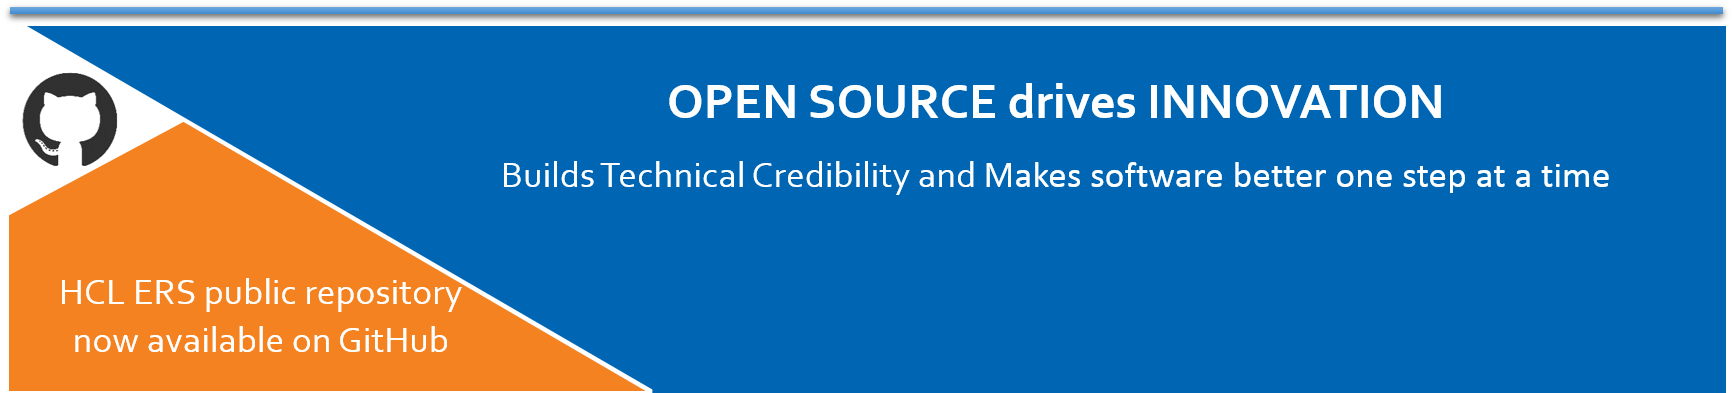 OPEN SOURCE drives INNOVATION
Builds Technical Credibility and Makes software better one step at a time
HCL ERS public repository
now available on GitHub